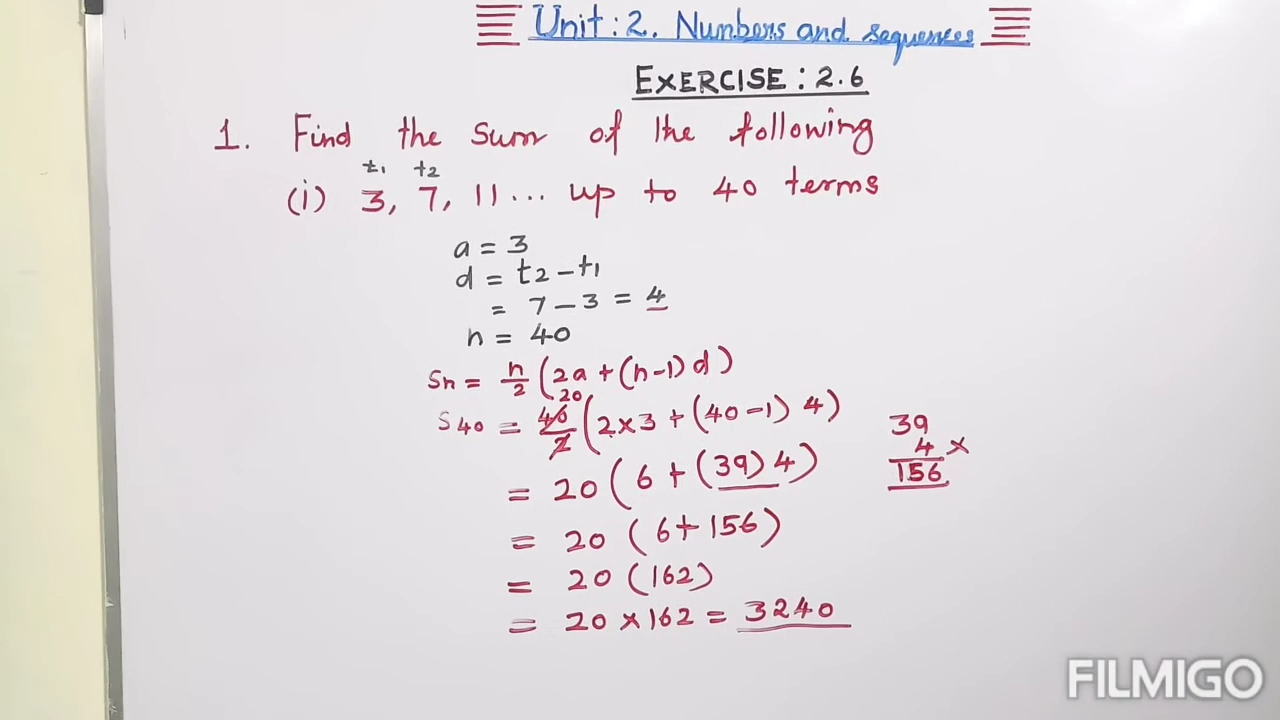 Unit : 2. Numbers and sequences
EXERCISE : 2.6
1. Find the sum of the following
t₁ t₂
(i) 3, 7, 11 ... up to 40 terms
a = 3
d = t₂ – t₁
= 7 – 3 = 4
n = 40
Sn = n/2 (2a + (n-1) d)
20
S₄₀ = 40/2 (2 × 3 + (40 - 1) 4)
39
4 ×
156
= 20 (6 + (39) 4)
= 20 (6 + 156)
= 20 (162)
= 20 × 162 = 3240
FILMIGO